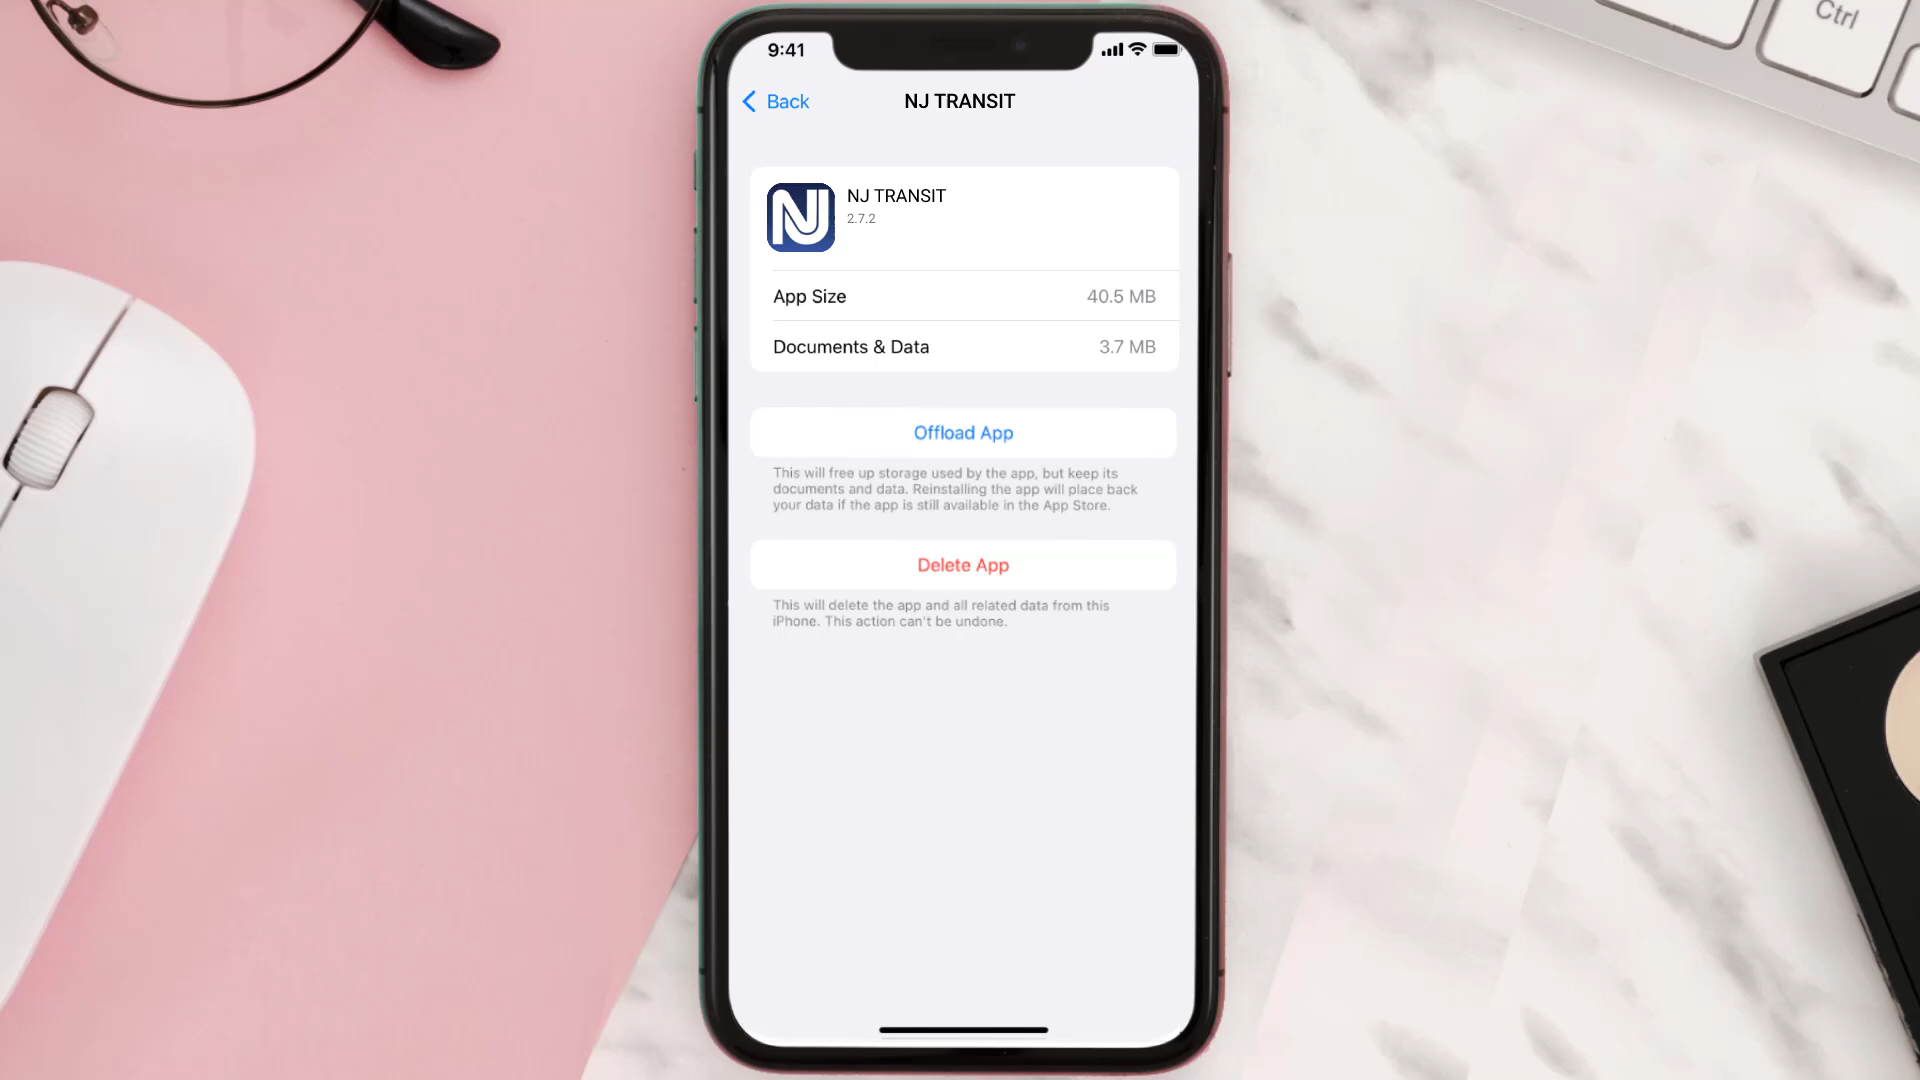 9:41
Back
NJ TRANSIT
NJ
NJ TRANSIT
2.7.2
App Size 40.5 MB
Documents & Data 3.7 MB
Offload App
This will free up storage used by the app, but keep its
documents and data. Reinstalling the app will place back
your data if the app is still available in the App Store.
Delete App
This will delete the app and all related data from this
iPhone. This action can't be undone.
Ctrl